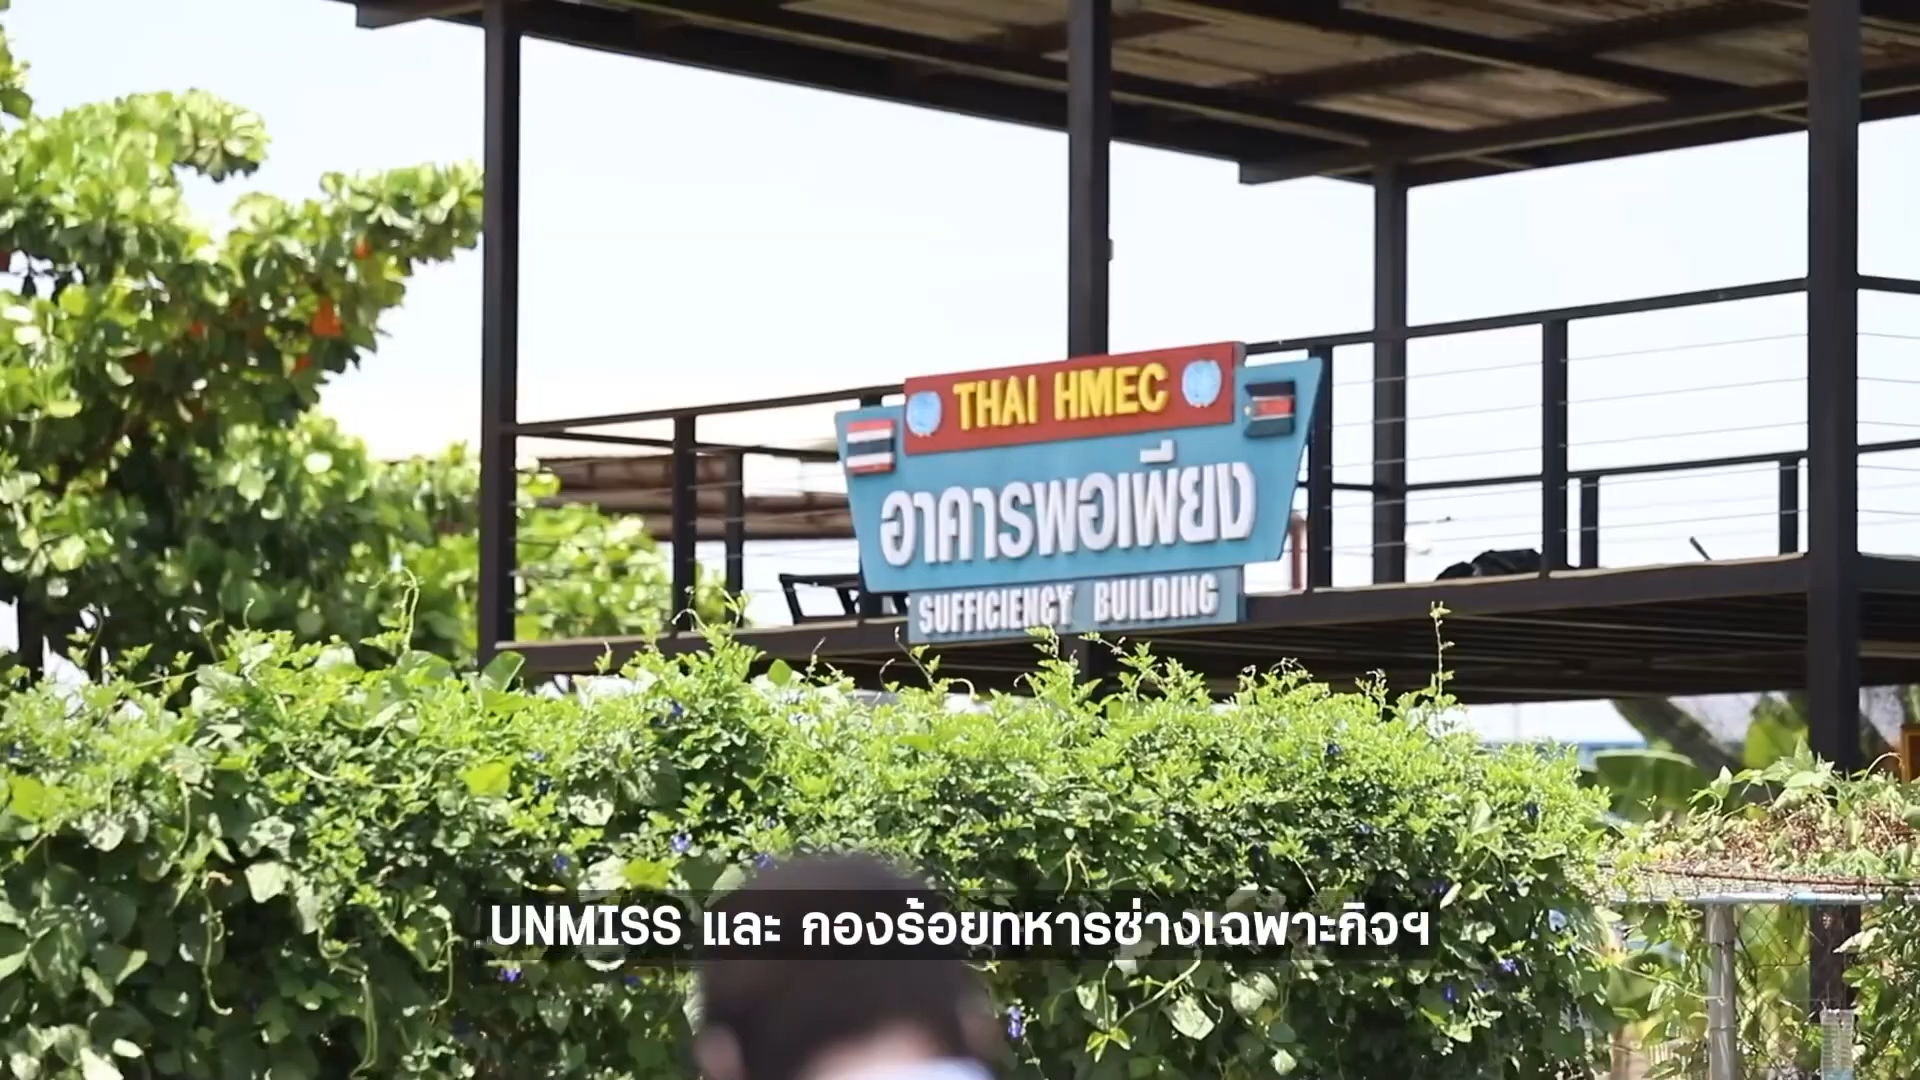 THAI HMEC
อาคารพอเพียง
SUFFICIENCY BUILDING
UNMISS และ กองร้อยทหารช่างเฉพาะกิจฯ